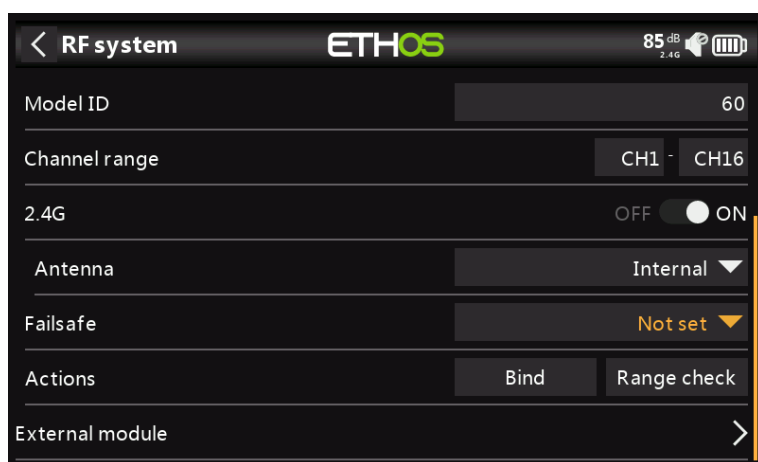 RF system ETHOS 85 dB 2.4G
Model ID 60
Channel range CH1 - CH16
2.4G OFF ON
Antenna Internal
Failsafe Not set
Actions Bind Range check
External module